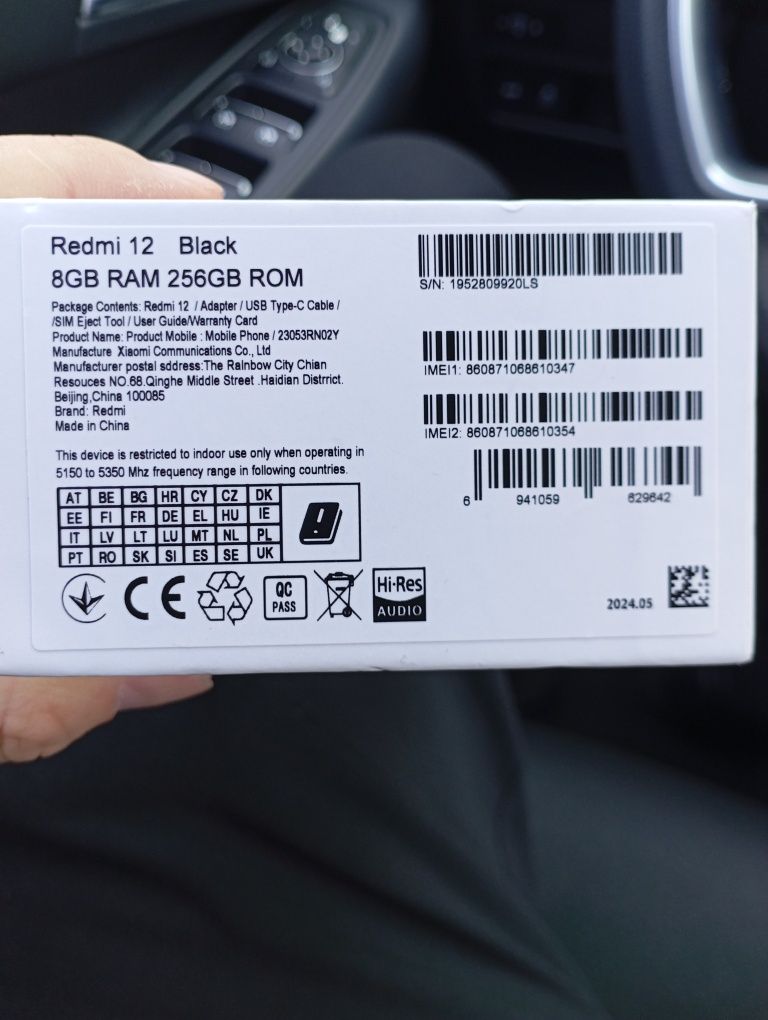 Redmi 12 Black
8GB RAM 256GB ROM
Package Contents: Redmi 12 / Adapter / USB Type-C Cable /
/SIM Eject Tool / User Guide/Warranty Card
Product Name: Product Mobile : Mobile Phone / 23053RN02Y
Manufacture Xiaomi Communications Co., Ltd
Manufacturer postal sddress:The Rainbow City Chian
Resouces NO.68.Qinghe Middle Street .Haidian Distrrict.
Beijing,China 100085
Brand: Redmi
Made in China
This device is restricted to indoor use only when operating in
5150 to 5350 Mhz frequency range in following countries.
AT BE BG HR CY CZ DK
EE FI FR DE EL HU IE
IT LV LT LU MT NL PL
PT RO SK SI ES SE UK
CE
QC
PASS
Hi-Res
AUDIO
S/N: 1952809920LS
IMEI1: 860871068610347
IMEI2: 860871068610354
6 941059 629642
2024.05